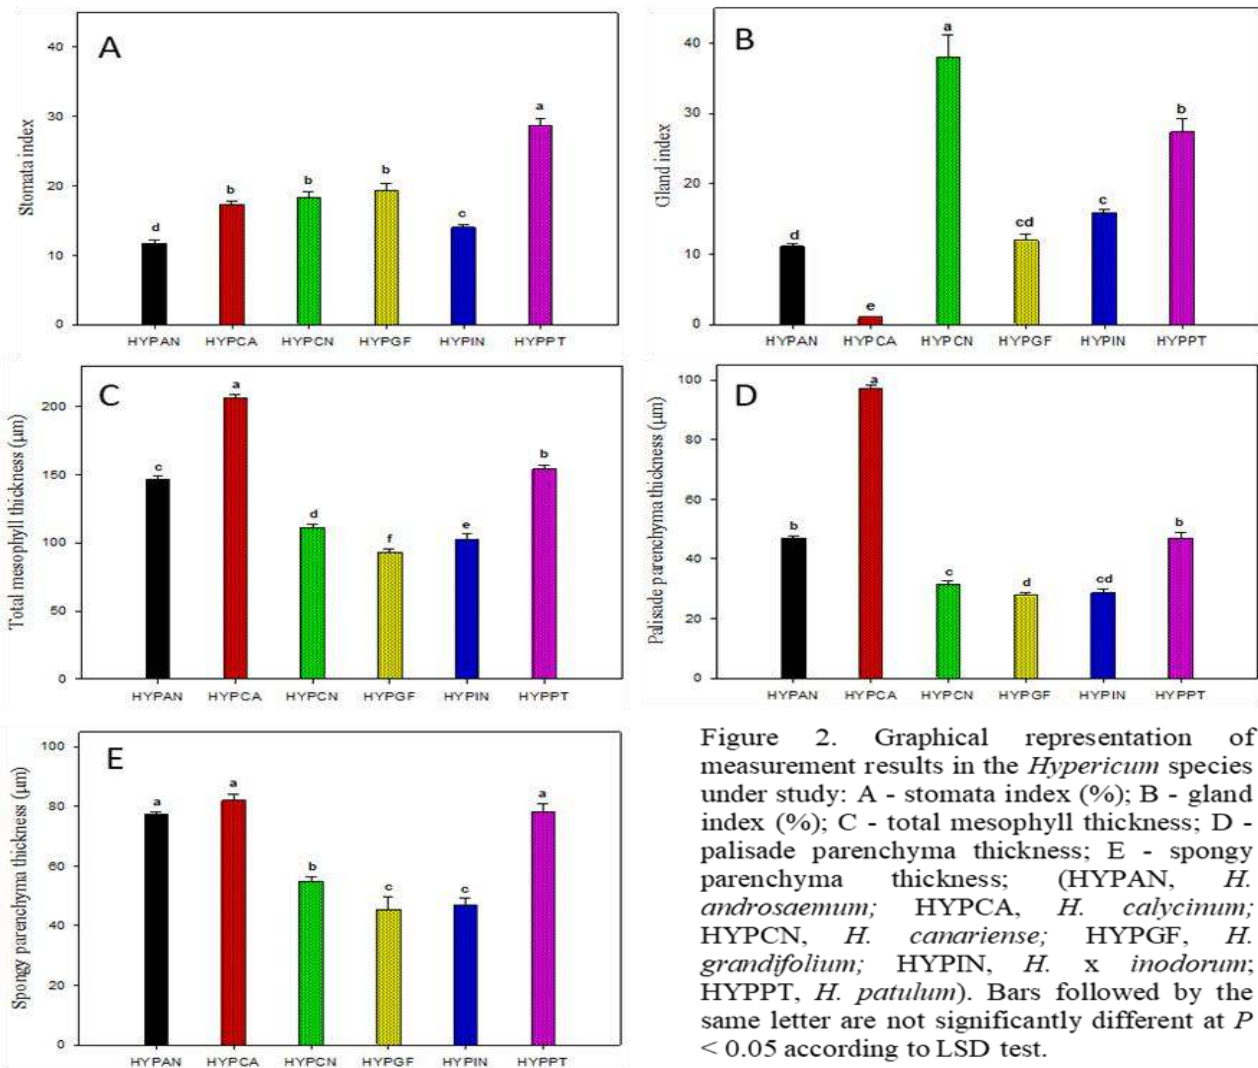 A
Stomata index
40
30
20
10
0
d
b
b
b
c
a
HYPAN HYPCA HYPCN HYPGF HYPIN HYPPT
B
Gland index
40
30
20
10
0
d
e
a
cd
c
b
HYPAN HYPCA HYPCN HYPGF HYPIN HYPPT
C
Total mesophyll thickness (µm)
200
150
100
50
0
c
a
d
f
e
b
HYPAN HYPCA HYPCN HYPGF HYPIN HYPPT
D
Palisade parenchyma thickness (µm)
100
80
60
40
20
0
b
a
c
d
cd
b
HYPAN HYPCA HYPCN HYPGF HYPIN HYPPT
E
Spongy parenchyma thickness (µm)
100
80
60
40
20
0
a
a
b
c
c
a
HYPAN HYPCA HYPCN HYPGF HYPIN HYPPT
Figure 2. Graphical representation of
measurement results in the Hypericum species
under study: A - stomata index (%); B - gland
index (%); C - total mesophyll thickness; D -
palisade parenchyma thickness; E - spongy
parenchyma thickness; (HYPAN, H.
androsaemum; HYPCA, H. calycinum;
HYPCN, H. canariense; HYPGF, H.
grandifolium; HYPIN, H. x inodorum;
HYPPT, H. patulum). Bars followed by the
same letter are not significantly different at P
< 0.05 according to LSD test.